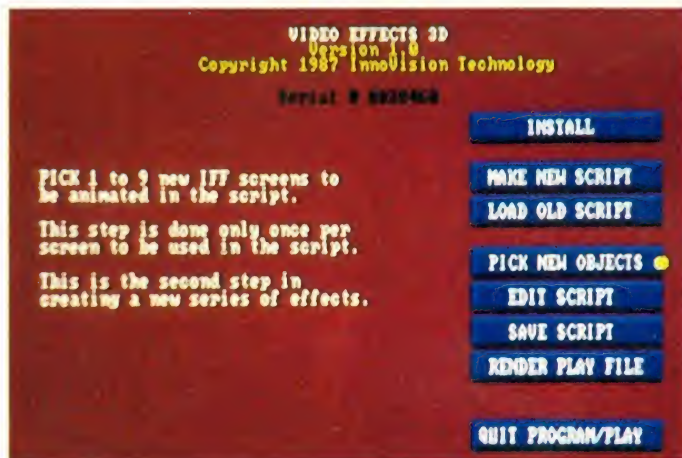 VIDEO EFFECTS 3D
Version 1.0
Copyright 1987 InnoVision Technology
Serial #
INSTALL
PICK 1 to 9 new IFF screens to
be animated in the script.
MAKE NEW SCRIPT
LOAD OLD SCRIPT
This step is done only once per
screen to be used in the script.
PICK NEW OBJECTS
This is the second step in
creating a new series of effects.
EDIT SCRIPT
SAVE SCRIPT
RENDER PLAY FILE
QUIT PROGRAM/PLAY